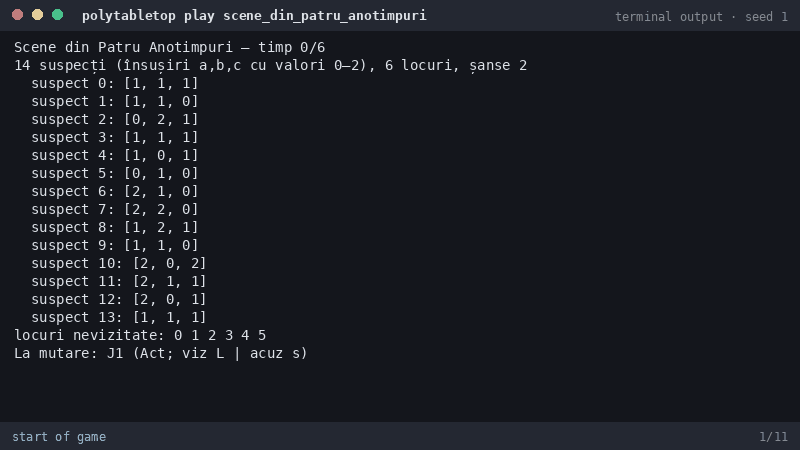 polytabletop play scene_din_patru_anotimpuri
terminal output · seed 1
Scene din Patru Anotimpuri — timp 0/6
14 suspecți (însușiri a,b,c cu valori 0–2), 6 locuri, șanse 2
suspect 0: [1, 1, 1]
suspect 1: [1, 1, 0]
suspect 2: [0, 2, 1]
suspect 3: [1, 1, 1]
suspect 4: [1, 0, 1]
suspect 5: [0, 1, 0]
suspect 6: [2, 1, 0]
suspect 7: [2, 2, 0]
suspect 8: [1, 2, 1]
suspect 9: [1, 1, 0]
suspect 10: [2, 0, 2]
suspect 11: [2, 1, 1]
suspect 12: [2, 0, 1]
suspect 13: [1, 1, 1]
locuri nevizitate: 0 1 2 3 4 5
La mutare: J1 (Act; viz L | acuz s)
start of game
1/11